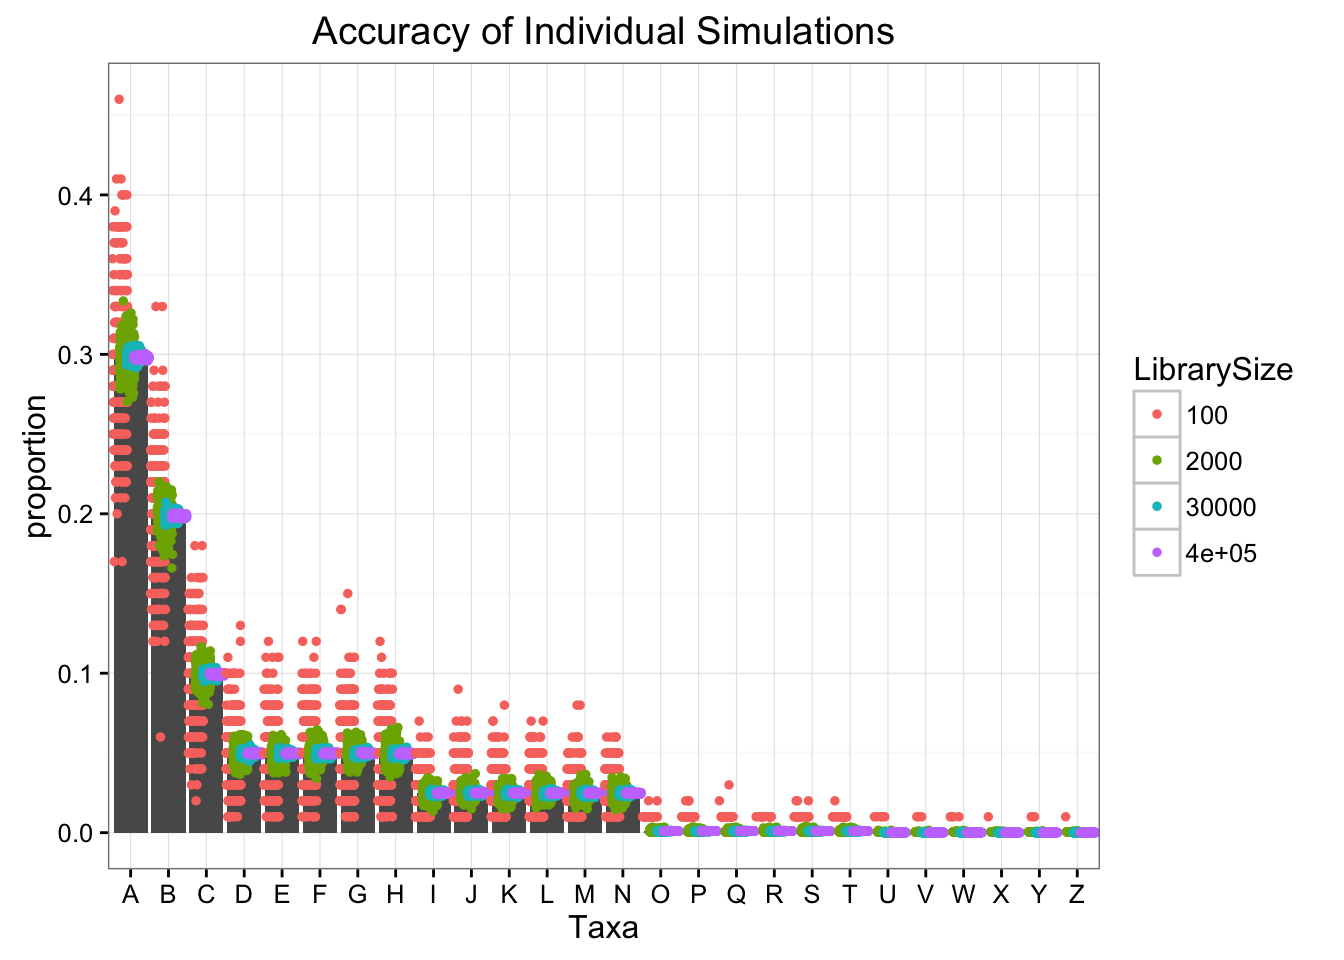 Accuracy of Individual Simulations
proportion
0.4
0.3
0.2
0.1
0.0
A B C D E F G H I J K L M N O P Q R S T U V W X Y Z
Taxa
LibrarySize
100
2000
30000
4e+05